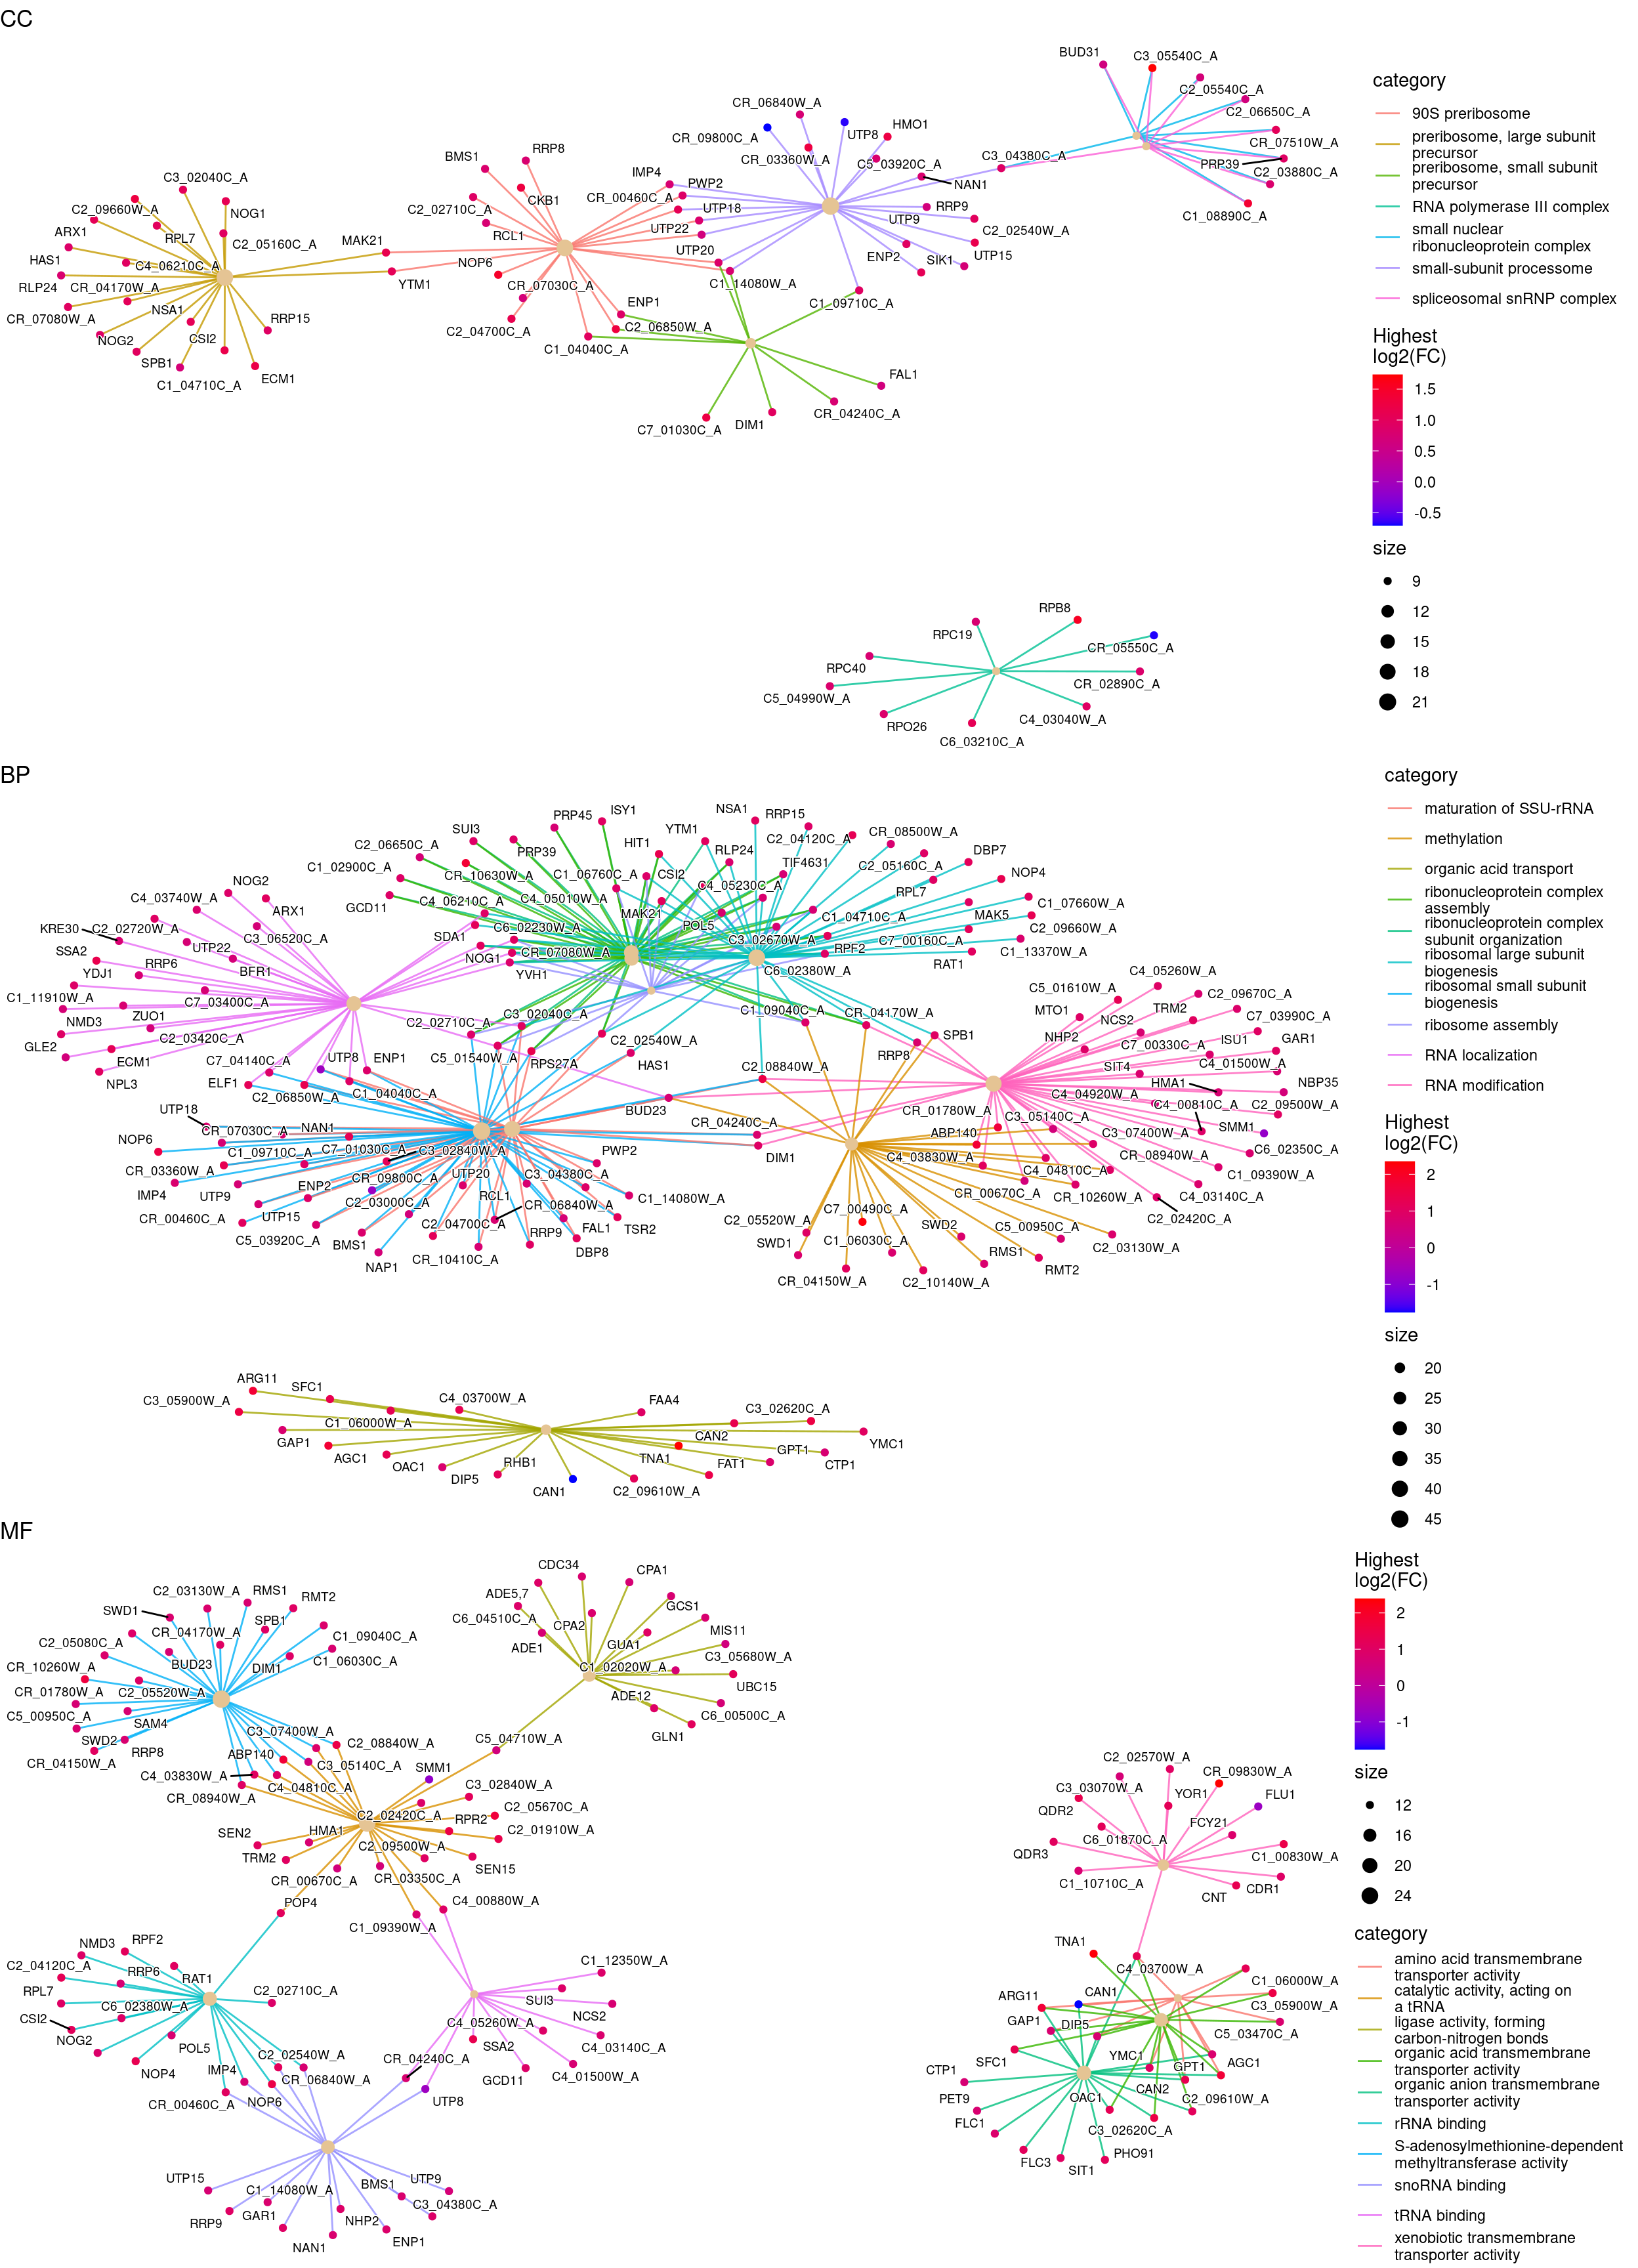 CC
BUD31
C3_05540C_A
C2_05540C_A
C2_06650C_A
CR_07510W_A
PRP39
C2_03880C_A
C1_08890C_A
C3_04380C_A
CR_06840W_A
CR_09800C_A
UTP8
HMO1
CR_03360W_A
C5_03920C_A
NAN1
IMP4
PWP2
CR_00460C_A
UTP18
UTP22
UTP20
RRP9
UTP9
C2_02540W_A
UTP15
ENP2
SIK1
C1_14080W_A
C1_09710C_A
BMS1
RRP8
CKB1
C2_02710C_A
RCL1
MAK21
NOP6
YTM1
CR_07030C_A
ENP1
C2_04700C_A
C2_06850W_A
C1_04040C_A
C3_02040C_A
C2_09660W_A
NOG1
ARX1
RPL7
C2_05160C_A
HAS1
C4_06210C_A
RLP24
CR_04170W_A
CR_07080W_A
NSA1
RRP15
NOG2
CSI2
SPB1
C1_04710C_A
ECM1
FAL1
CR_04240C_A
DIM1
C7_01030C_A
RPB8
RPC19
CR_05550C_A
RPC40
CR_02890C_A
C5_04990W_A
C4_03040W_A
RPO26
C6_03210C_A
category
90S preribosome
preribosome, large subunit
precursor
preribosome, small subunit
precursor
RNA polymerase III complex
small nuclear
ribonucleoprotein complex
small-subunit processome
spliceosomal snRNP complex
Highest
log2(FC)
1.5
1.0
0.5
0.0
-0.5
size
9
12
15
18
21
BP
PRP45
ISY1
NSA1
RRP15
SUI3
HIT1
YTM1
C2_04120C_A
CR_08500W_A
C2_06650C_A
PRP39
RLP24
C1_02900C_A
CR_10630W_A
C1_06760C_A
CSI2
TIF4631
C2_05160C_A
DBP7
NOP4
GCD11
C4_06210C_A
C4_05010W_A
C4_05230C_A
RPL7
C1_07660W_A
MAK21
POL5
C1_04710C_A
MAK5
C2_09660W_A
SDA1
C6_02230W_A
C3_02670W_A
C7_00160C_A
C1_13370W_A
NOG1
CR_07080W_A
RPF2
RAT1
YVH1
C6_02380W_A
NOG2
C4_03740W_A
ARX1
KRE30
C2_02720W_A
C3_06520C_A
SSA2
UTP22
YDJ1
RRP6
BFR1
C1_11910W_A
C7_03400C_A
NMD3
ZUO1
GLE2
C2_03420C_A
ECM1
NPL3
C7_04140C_A
UTP8
ENP1
ELF1
C2_06850W_A
C1_04040C_A
C2_02710C_A
C3_02040C_A
C5_01540W_A
RPS27A
C2_02540W_A
HAS1
BUD23
C1_09040C_A
CR_04170W_A
SPB1
RRP8
C2_08840W_A
CR_04240C_A
DIM1
C4_05260W_A
C5_01610W_A
C2_09670C_A
MTO1
TRM2
NCS2
C7_03990C_A
NHP2
C7_00330C_A
ISU1
GAR1
SIT4
C4_01500W_A
HMA1
NBP35
C4_04920W_A
C4_00810C_A
C2_09500W_A
CR_01780W_A
C3_05140C_A
SMM1
ABP140
C3_07400W_A
C6_02350C_A
C4_03830W_A
C4_04810C_A
CR_08940W_A
C1_09390W_A
CR_00670C_A
CR_10260W_A
C4_03140C_A
C2_02420C_A
C7_00490C_A
C2_05520W_A
SWD2
C5_00950C_A
SWD1
C1_06030C_A
RMS1
C2_03130W_A
CR_04150W_A
C2_10140W_A
RMT2
UTP18
NOP6
CR_07030C_A
NAN1
C1_09710C_A
C7_01030C_A
C3_02840W_A
CR_03360W_A
PWP2
IMP4
UTP9
ENP2
CR_09800C_A
UTP20
C3_04380C_A
CR_00460C_A
UTP15
C2_03000C_A
RCL1
CR_06840W_A
C1_14080W_A
C5_03920C_A
BMS1
C2_04700C_A
RRP9
FAL1
TSR2
NAP1
CR_10410C_A
DBP8
ARG11
SFC1
C3_05900W_A
C4_03700W_A
FAA4
C3_02620C_A
C1_06000W_A
GAP1
CAN2
YMC1
AGC1
OAC1
RHB1
TNA1
GPT1
DIP5
FAT1
CTP1
CAN1
C2_09610W_A
category
maturation of SSU-rRNA
methylation
organic acid transport
ribonucleoprotein complex
assembly
ribonucleoprotein complex
subunit organization
ribosomal large subunit
biogenesis
ribosomal small subunit
biogenesis
ribosome assembly
RNA localization
RNA modification
Highest
log2(FC)
2
1
0
-1
size
20
25
30
35
40
45
MF
C2_03130W_A
RMS1
RMT2
SWD1
SPB1
CR_04170W_A
C2_05080C_A
C1_09040C_A
BUD23
DIM1
C1_06030C_A
CR_10260W_A
C2_05520W_A
CR_01780W_A
C5_00950C_A
SAM4
SWD2
RRP8
CR_04150W_A
C3_07400W_A
ABP140
C2_08840W_A
C4_03830W_A
C3_05140C_A
C4_04810C_A
CR_08940W_A
SMM1
C3_02840W_A
C2_02420C_A
C2_05670C_A
RPR2
C2_01910W_A
SEN2
HMA1
C2_09500W_A
TRM2
SEN15
CR_00670C_A
CR_03350C_A
POP4
C4_00880W_A
C1_09390W_A
CDC34
CPA1
ADE5,7
GCS1
C6_04510C_A
CPA2
MIS11
ADE1
GUA1
C3_05680W_A
C1_02020W_A
UBC15
ADE12
C6_00500C_A
GLN1
C5_04710W_A
NMD3
RPF2
C2_04120C_A
RRP6
RAT1
RPL7
C6_02380W_A
C2_02710C_A
CSI2
NOG2
POL5
NOP4
IMP4
C2_02540W_A
CR_06840W_A
CR_00460C_A
NOP6
CR_04240C_A
UTP8
C1_12350W_A
SUI3
NCS2
C4_05260W_A
SSA2
C4_03140C_A
GCD11
C4_01500W_A
UTP15
C1_14080W_A
BMS1
UTP9
C3_04380C_A
RRP9
GAR1
NHP2
NAN1
ENP1
C2_02570W_A
C3_03070W_A
CR_09830W_A
YOR1
FLU1
QDR2
FCY21
C6_01870C_A
QDR3
C1_00830W_A
C1_10710C_A
CNT
CDR1
TNA1
C4_03700W_A
C1_06000W_A
ARG11
CAN1
C3_05900W_A
GAP1
DIP5
C5_03470C_A
SFC1
YMC1
GPT1
AGC1
CTP1
CAN2
PET9
OAC1
C2_09610W_A
FLC1
C3_02620C_A
FLC3
SIT1
PHO91
Highest
log2(FC)
2
1
0
-1
size
12
16
20
24
category
amino acid transmembrane
transporter activity
catalytic activity, acting on
a tRNA
ligase activity, forming
carbon-nitrogen bonds
organic acid transmembrane
transporter activity
organic anion transmembrane
transporter activity
rRNA binding
S-adenosylmethionine-dependent
methyltransferase activity
snoRNA binding
tRNA binding
xenobiotic transmembrane
transporter activity